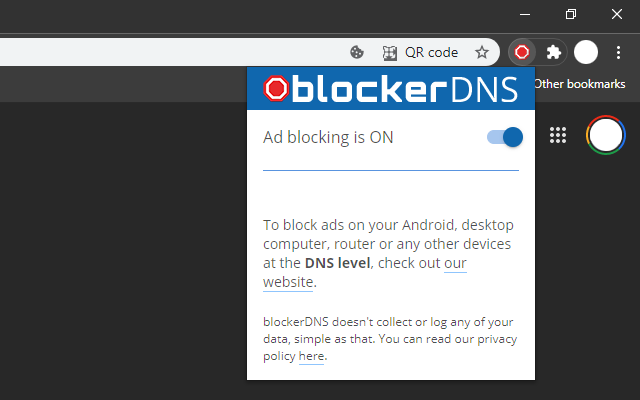 QR code
Other bookmarks
blockerDNS
Ad blocking is ON
To block ads on your Android, desktop
computer, router or any other devices
at the DNS level, check out our
website.
blockerDNS doesn't collect or log any of your
data, simple as that. You can read our privacy
policy here.